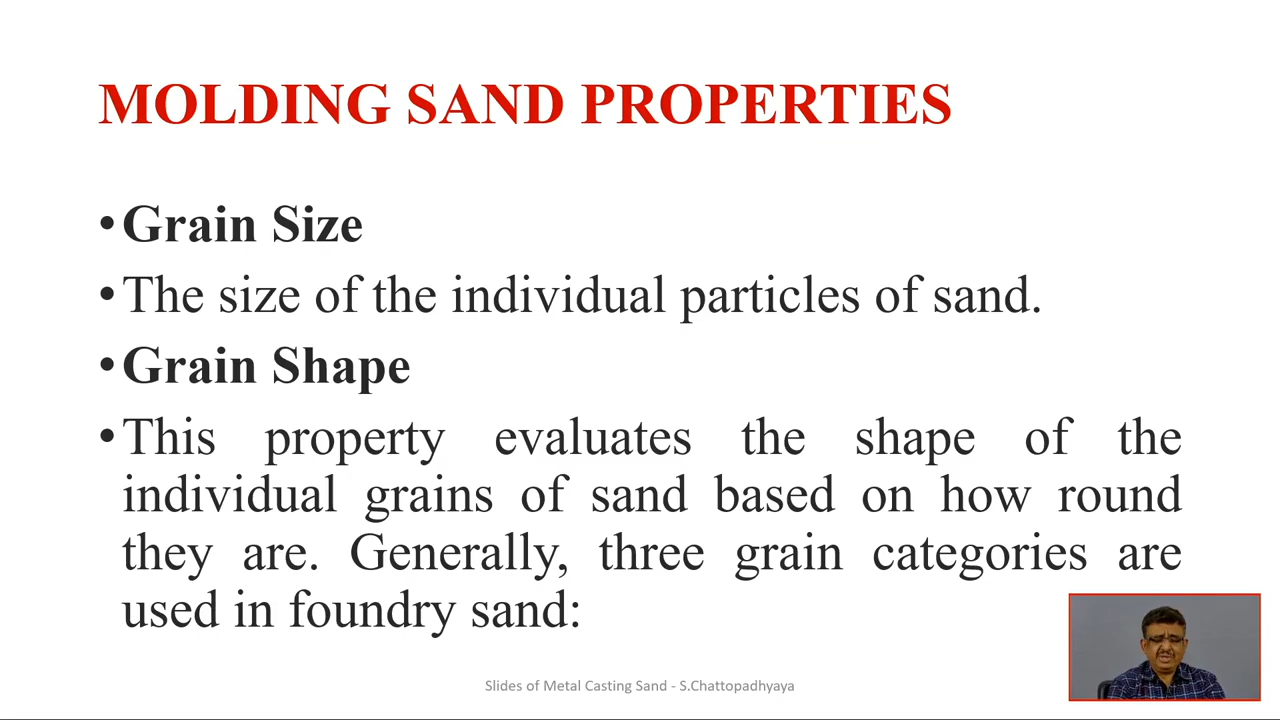 MOLDING SAND PROPERTIES
• Grain Size
• The size of the individual particles of sand.
• Grain Shape
• This property evaluates the shape of the
individual grains of sand based on how round
they are. Generally, three grain categories are
used in foundry sand:
Slides of Metal Casting Sand - S.Chattopadhyaya